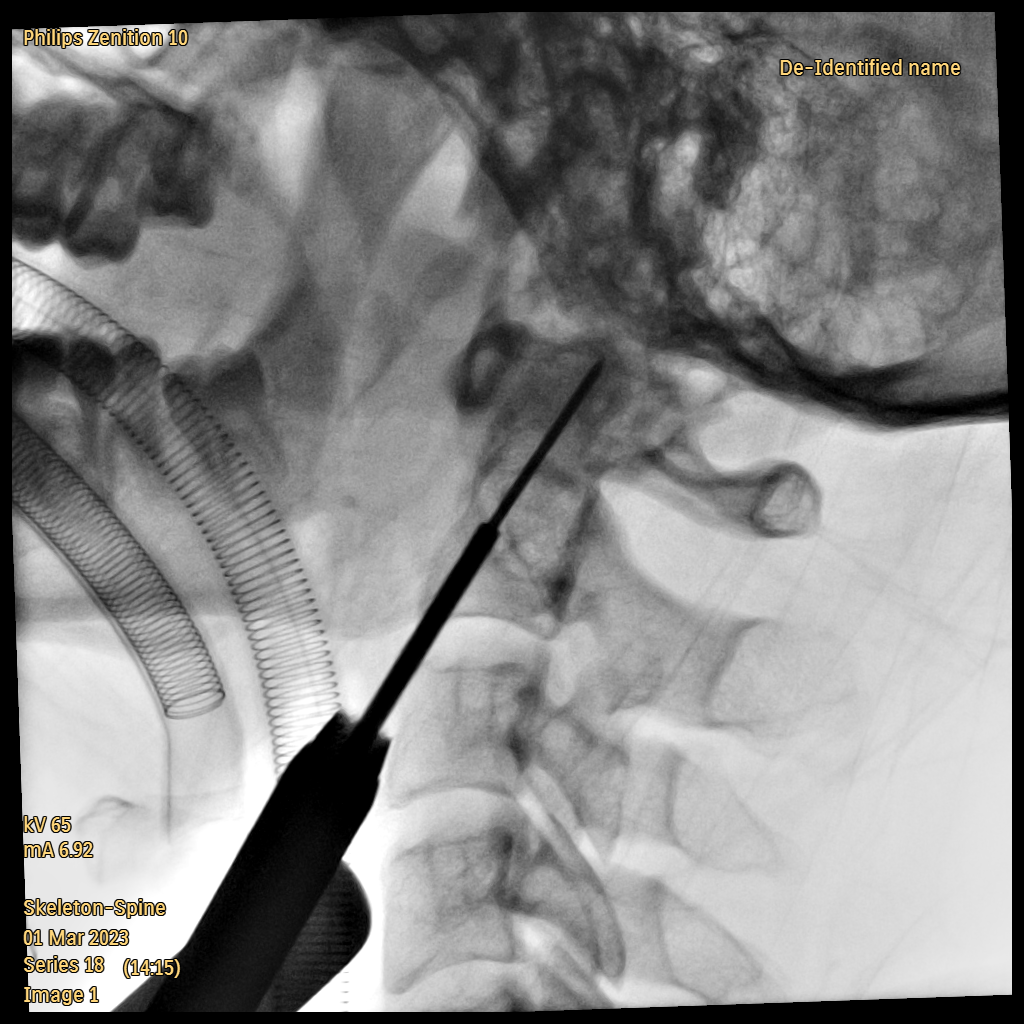 Philips Zenition 10
De-Identified name
kV 65
mA 6.92
Skeleton-Spine
01 Mar 2023
Series 18 (14:15)
Image 1